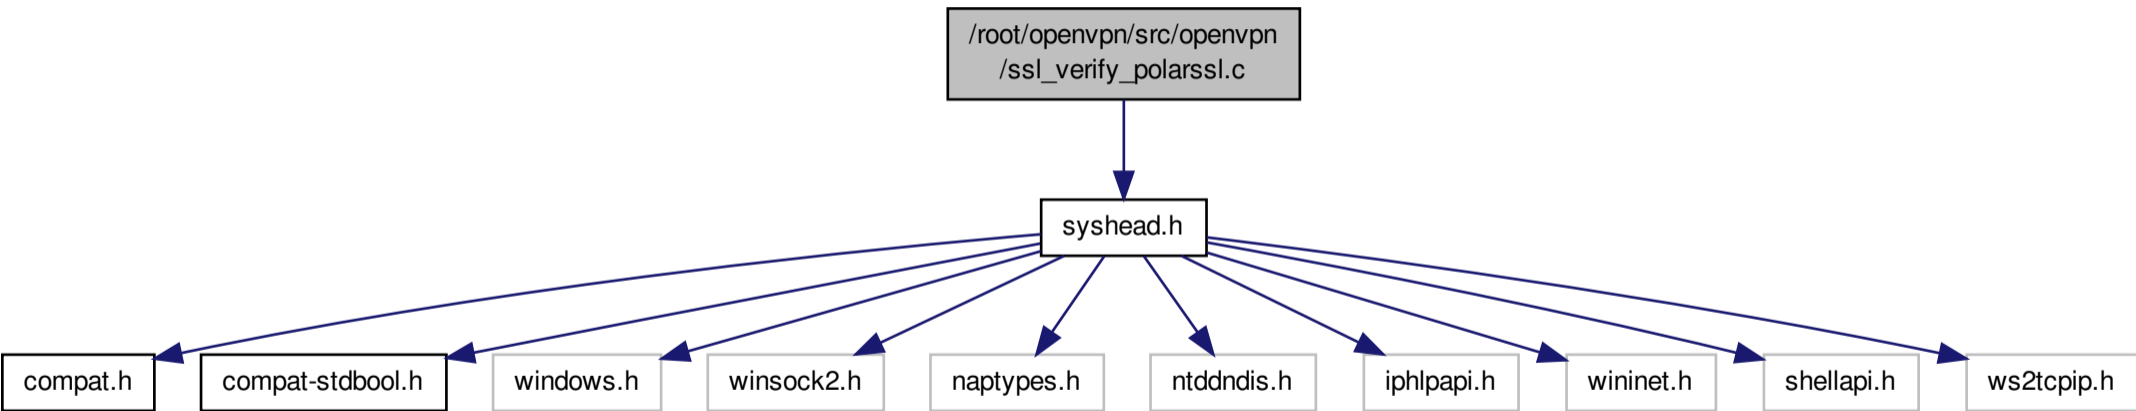 /root/openvpn/src/openvpn
/ssl_verify_polarssl.c
syshead.h
compat.h
compat-stdbool.h
windows.h
winsock2.h
naptypes.h
ntddndis.h
iphlpapi.h
wininet.h
shellapi.h
ws2tcpip.h